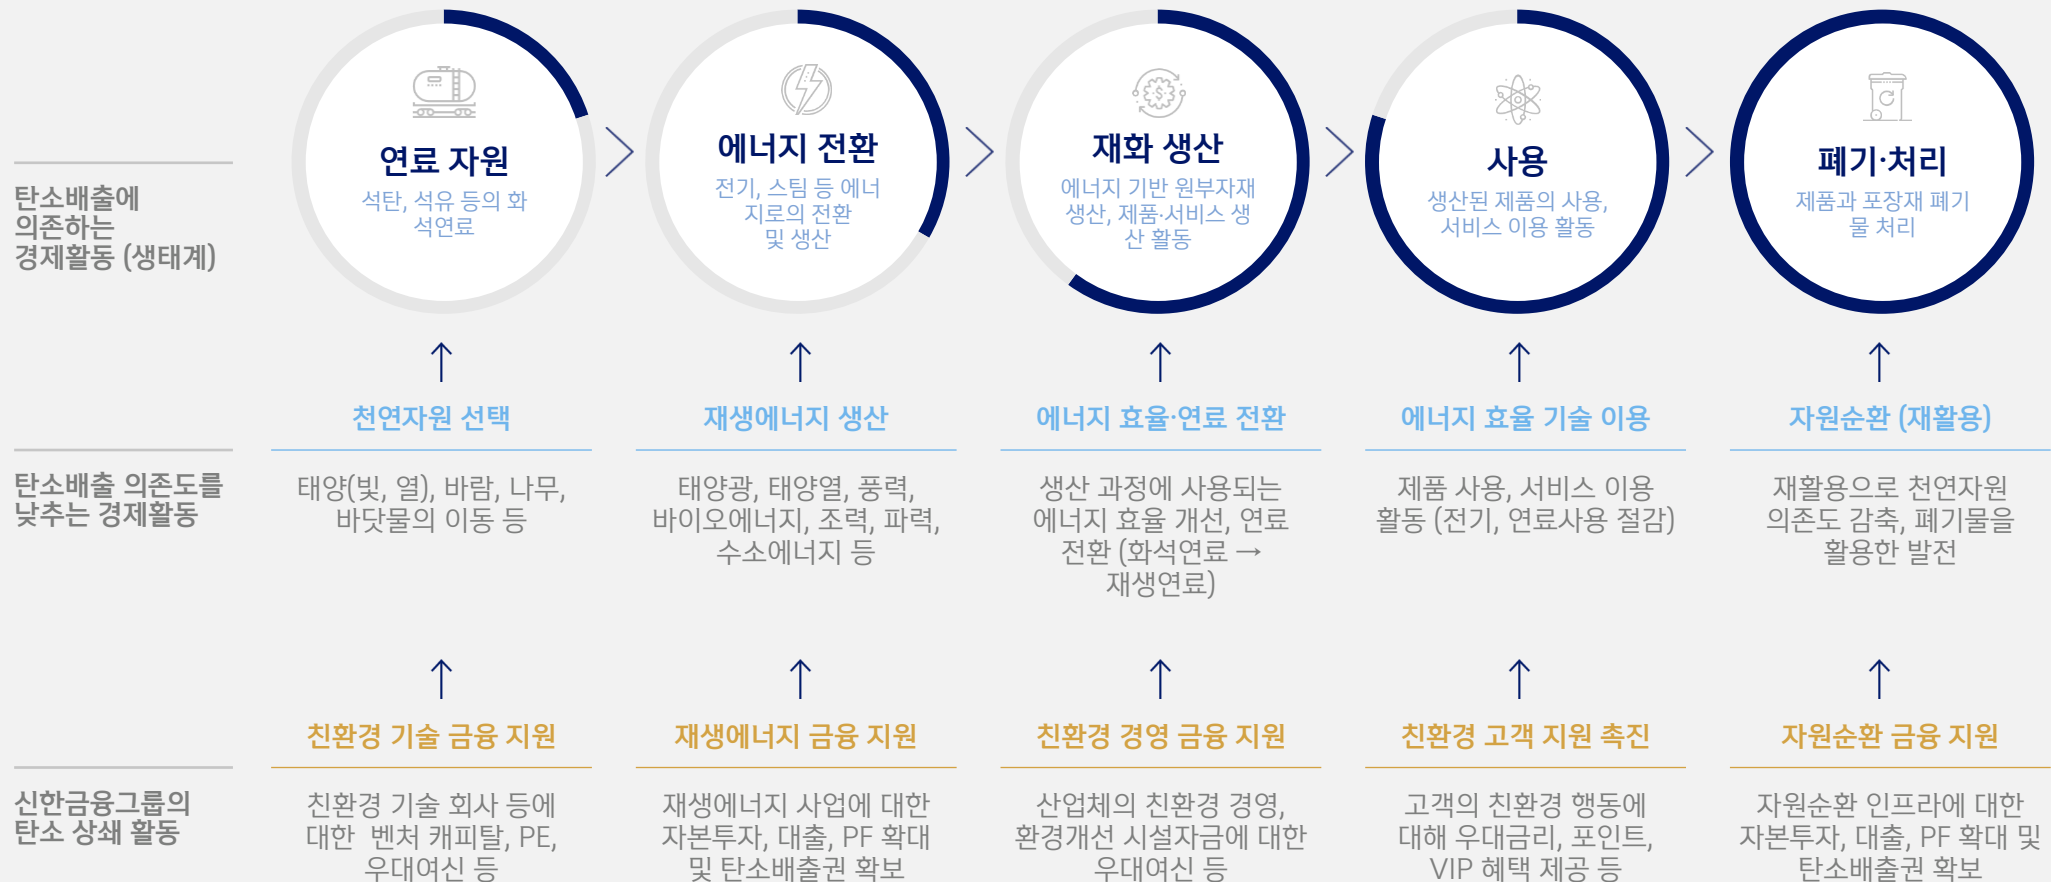 탄소배출에
의존하는
경제활동 (생태계)
연료 자원
석탄, 석유 등의 화
석연료
에너지 전환
전기, 스팀 등 에너
지로의 전환
및 생산
재화 생산
에너지 기반 원부자재
생산, 제품·서비스 생
산 활동
사용
생산된 제품의 사용,
서비스 이용 활동
폐기·처리
제품과 포장재 폐기
물 처리
탄소배출 의존도를
낮추는 경제활동
천연자원 선택
태양(빛, 열), 바람, 나무,
바닷물의 이동 등
재생에너지 생산
태양광, 태양열, 풍력,
바이오에너지, 조력, 파력,
수소에너지 등
에너지 효율·연료 전환
생산 과정에 사용되는
에너지 효율 개선, 연료
전환 (화석연료 →
재생연료)
에너지 효율 기술 이용
제품 사용, 서비스 이용
활동 (전기, 연료사용 절감)
자원순환 (재활용)
재활용으로 천연자원
의존도 감축, 폐기물을
활용한 발전
신한금융그룹의
탄소 상쇄 활동
친환경 기술 금융 지원
친환경 기술 회사 등에
대한 벤처 캐피탈, PE,
우대여신 등
재생에너지 금융 지원
재생에너지 사업에 대한
자본투자, 대출, PF 확대
및 탄소배출권 확보
친환경 경영 금융 지원
산업체의 친환경 경영,
환경개선 시설자금에 대한
우대여신 등
친환경 고객 지원 촉진
고객의 친환경 행동에
대해 우대금리, 포인트,
VIP 혜택 제공 등
자원순환 금융 지원
자원순환 인프라에 대한
자본투자, 대출, PF 확대 및
탄소배출권 확보